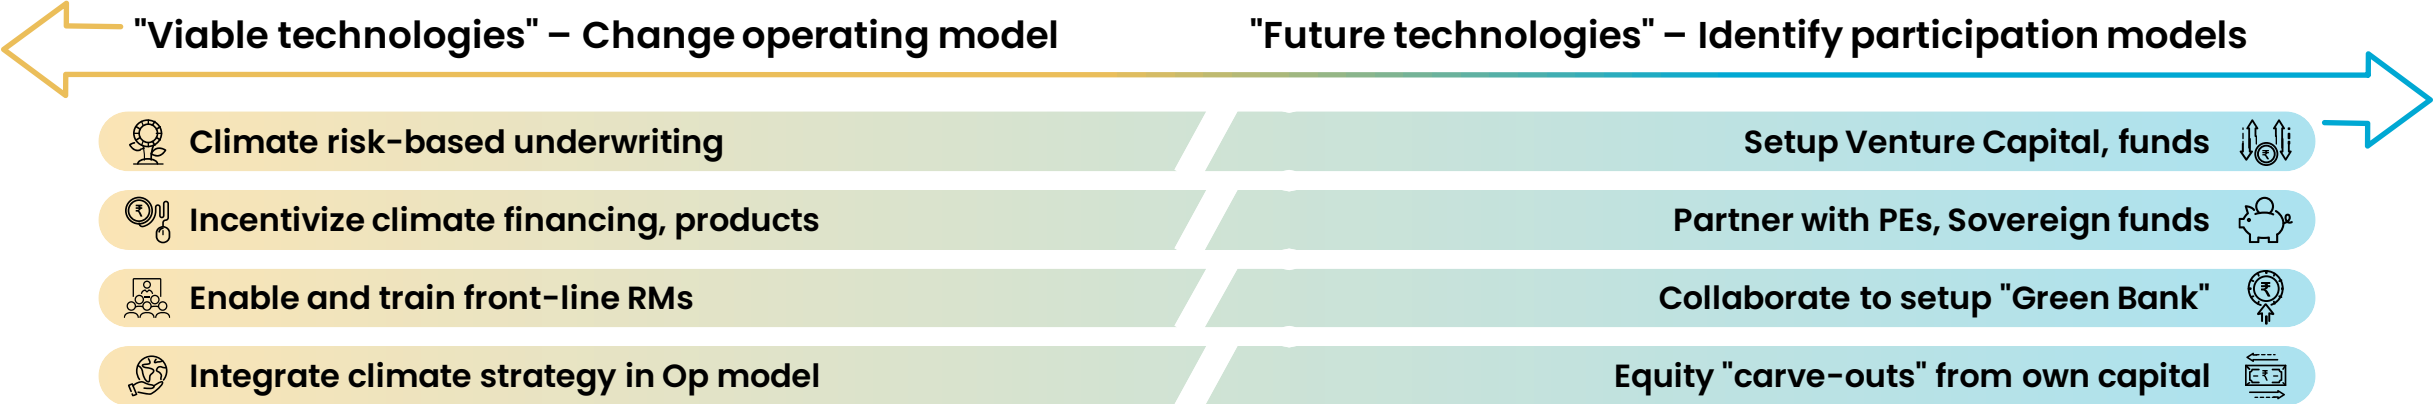 "Viable technologies" – Change operating model
"Future technologies" – Identify participation models
Climate risk-based underwriting
Setup Venture Capital, funds
Incentivize climate financing, products
Partner with PEs, Sovereign funds
Enable and train front-line RMs
Collaborate to setup "Green Bank"
Integrate climate strategy in Op model
Equity "carve-outs" from own capital